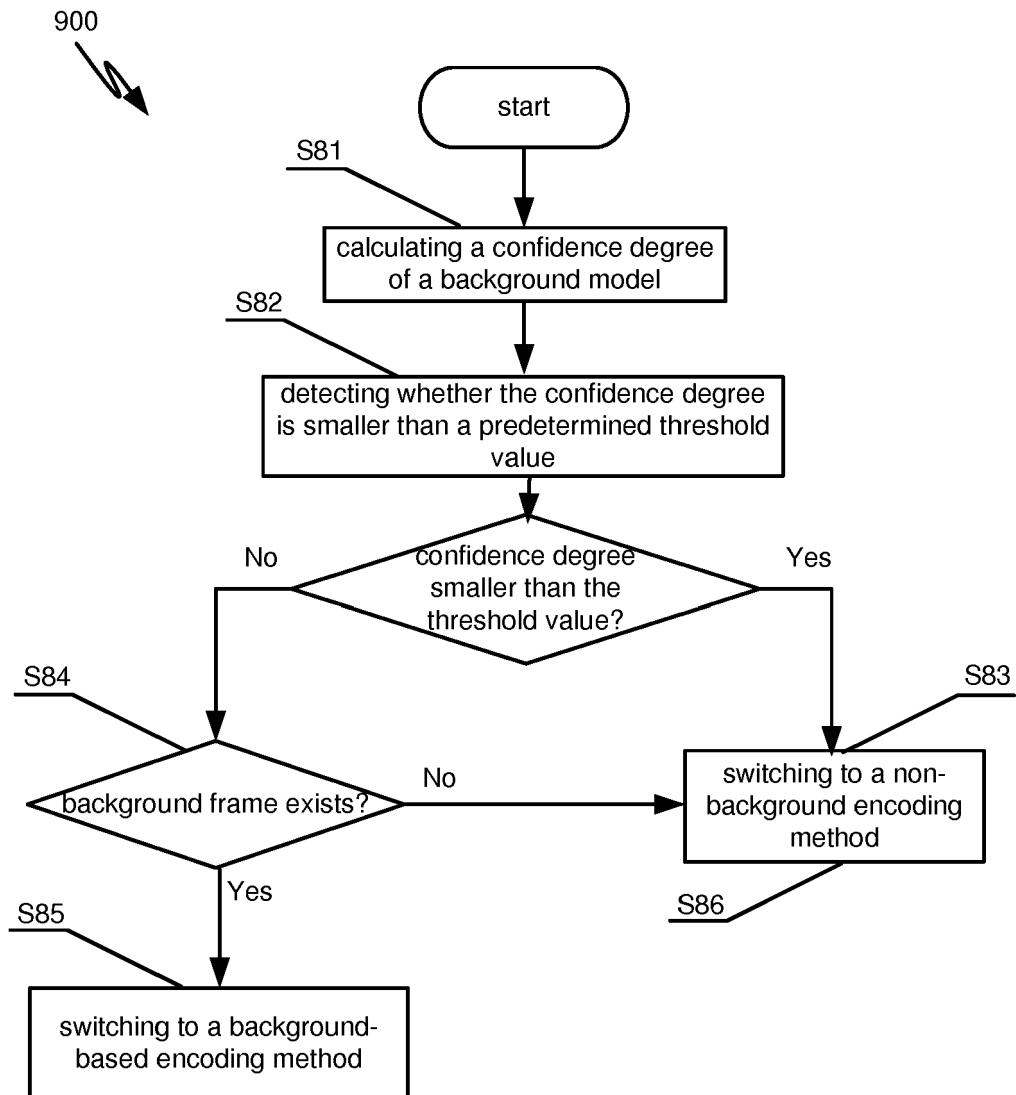 900
start
S81
calculating a confidence degree
of a background model
S82
detecting whether the confidence degree
is smaller than a predetermined threshold
value
confidence degree
smaller than the
threshold value?
No
Yes
S84
S83
background frame exists?
No
switching to a non-
background encoding
method
Yes
S86
S85
switching to a background-
based encoding method